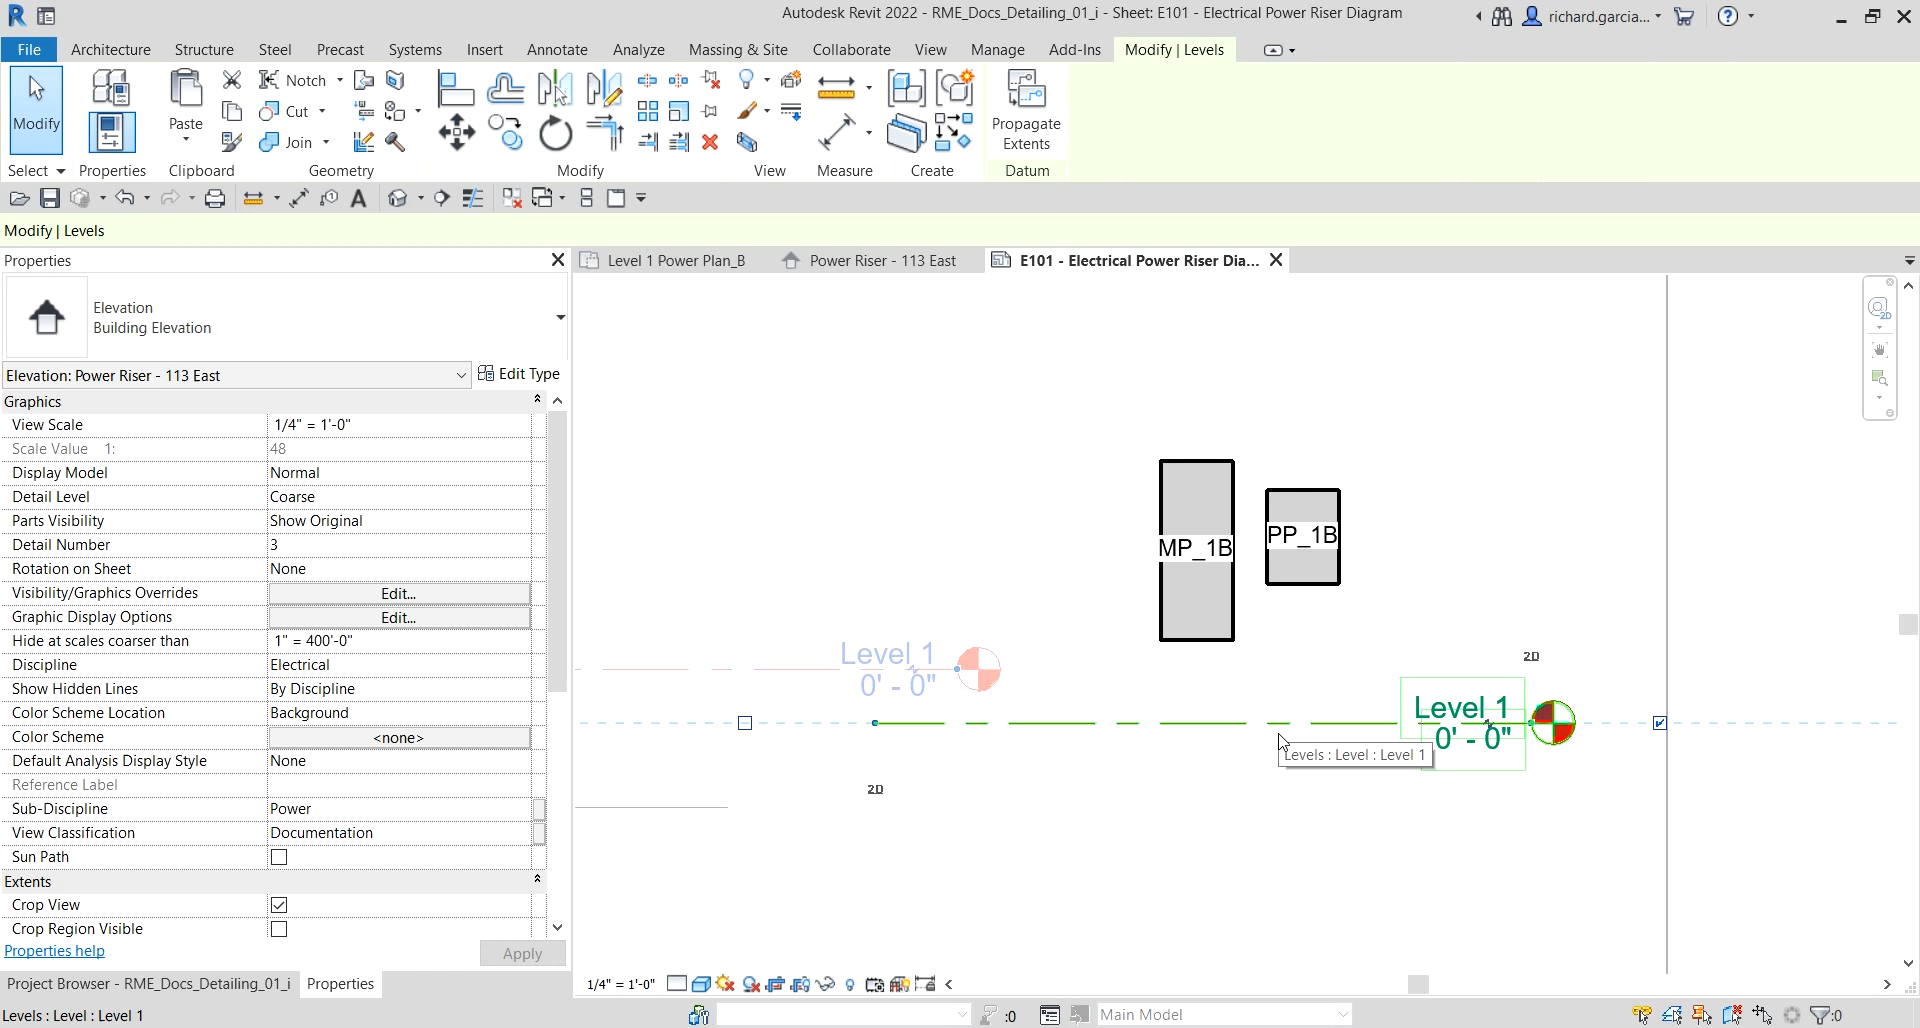 Autodesk Revit 2022 - RME_Docs_Detailing_01_i - Sheet: E101 - Electrical Power Riser Diagram
richard.garcia...
File Architecture Structure Steel Precast Systems Insert Annotate Analyze Massing & Site Collaborate View Manage Add-Ins Modify | Levels
Modify
Paste
Notch
Cut
Join
Propagate
Extents
Select Properties Clipboard Geometry Modify View Measure Create Datum
Modify | Levels
Properties
Level 1 Power Plan_B Power Riser - 113 East E101 - Electrical Power Riser Dia...
Elevation
Building Elevation
Elevation: Power Riser - 113 East Edit Type
Graphics
View Scale 1/4" = 1'-0"
Scale Value 1: 48
Display Model Normal
Detail Level Coarse
Parts Visibility Show Original
Detail Number 3
Rotation on Sheet None
Visibility/Graphics Overrides Edit...
Graphic Display Options Edit...
Hide at scales coarser than 1" = 400'-0"
Discipline Electrical
Show Hidden Lines By Discipline
Color Scheme Location Background
Color Scheme <none>
Default Analysis Display Style None
Reference Label
Sub-Discipline Power
View Classification Documentation
Sun Path
Extents
Crop View
Crop Region Visible
Properties help Apply
Project Browser - RME_Docs_Detailing_01_i Properties
2D
MP_1B
PP_1B
Level 1
0' - 0"
2D
Level 1
0' - 0"
Levels : Level : Level 1
2D
1/4" = 1'-0"
Levels : Level : Level 1
:0
Main Model
:0